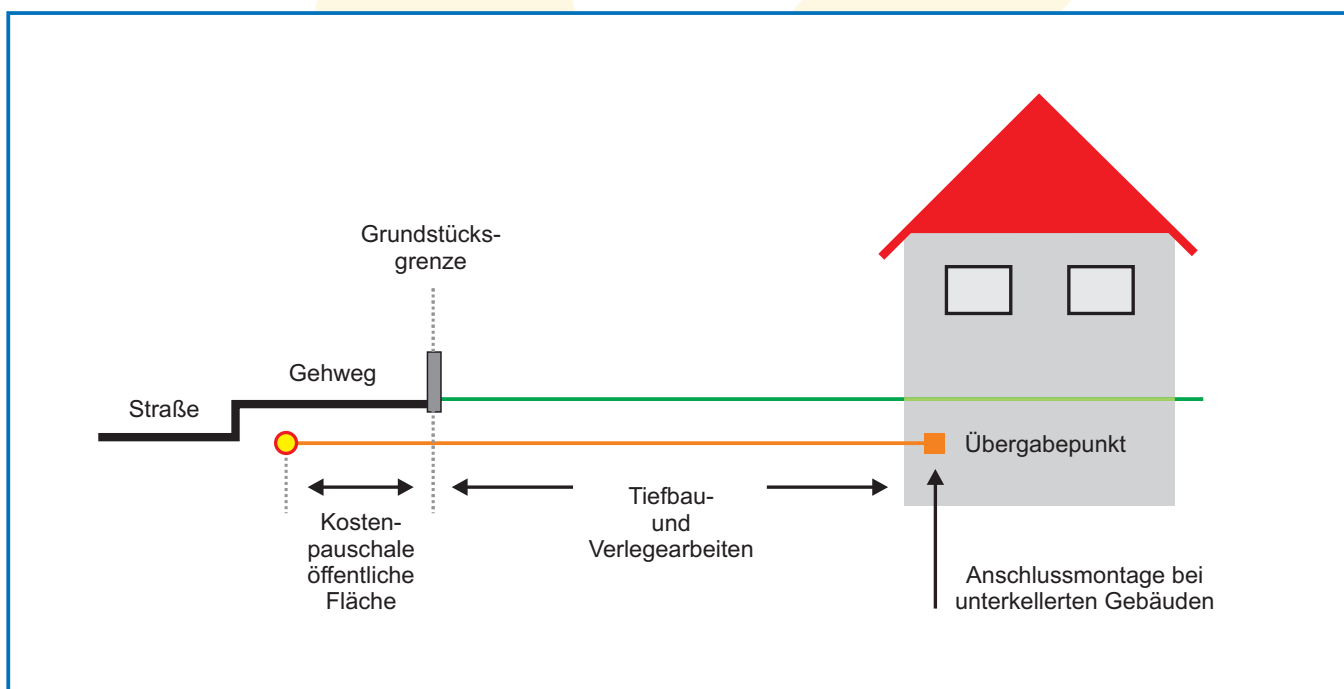 Grundstücks-
grenze
Gehweg
Straße
Übergabepunkt
Kosten-
pauschale
öffentliche
Fläche
Tiefbau-
und
Verlegearbeiten
Anschlussmontage bei
unterkellerten Gebäuden